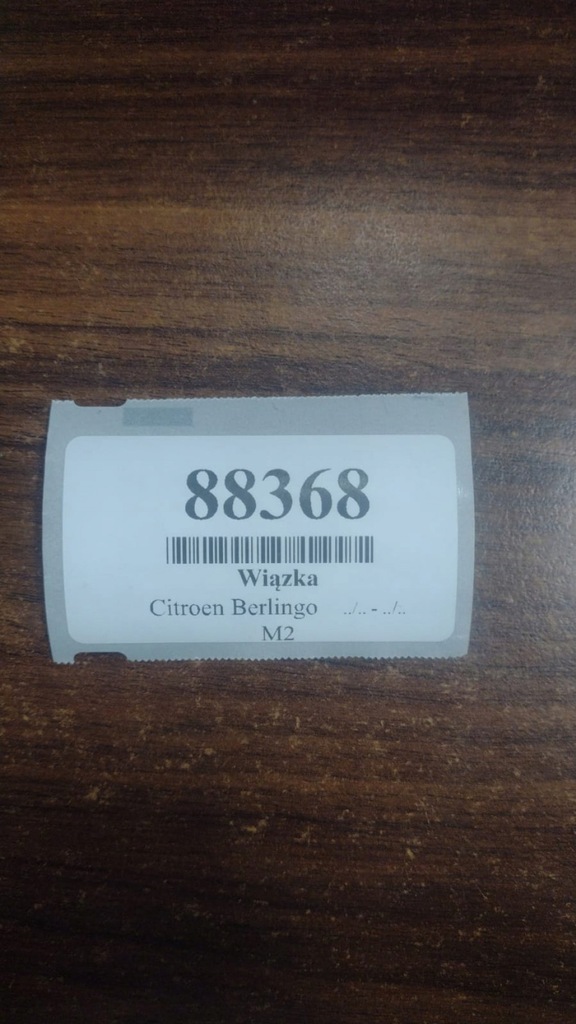 88368
Wiązka
Citroen Berlingo ../.. - ../..
M2